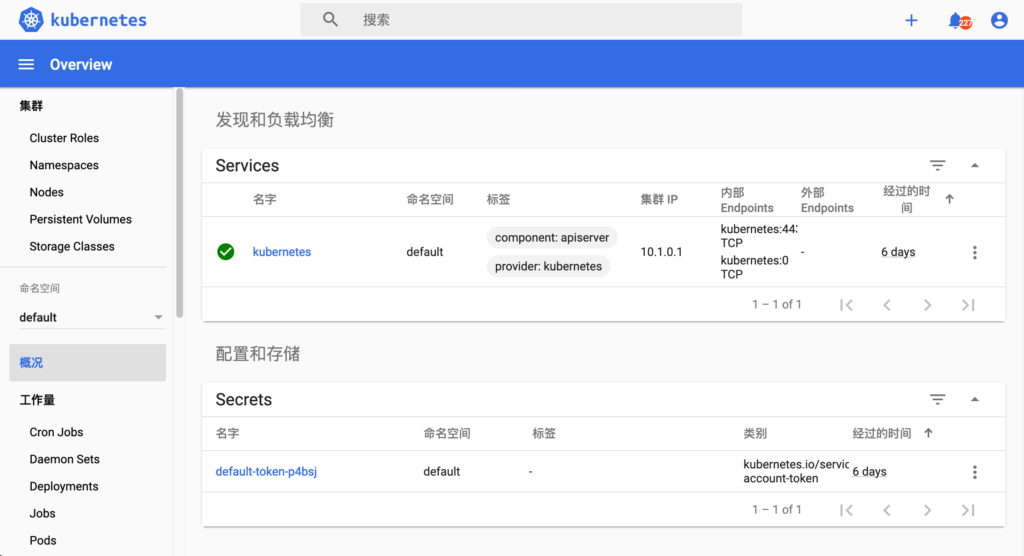 kubernetes
搜索
227
Overview
集群
Cluster Roles
Namespaces
Nodes
Persistent Volumes
Storage Classes
命名空间
default
概况
工作量
Cron Jobs
Daemon Sets
Deployments
Jobs
Pods
发现和负载均衡
Services
名字 命名空间 标签 集群 IP 内部 Endpoints 外部 Endpoints 经过的时间
kubernetes default component: apiserver provider: kubernetes 10.1.0.1 kubernetes:443 TCP kubernetes:0 TCP - 6 days
1 – 1 of 1
配置和存储
Secrets
名字 命名空间 标签 类别 经过的时间
default-token-p4bsj default - kubernetes.io/servic account-token 6 days
1 – 1 of 1